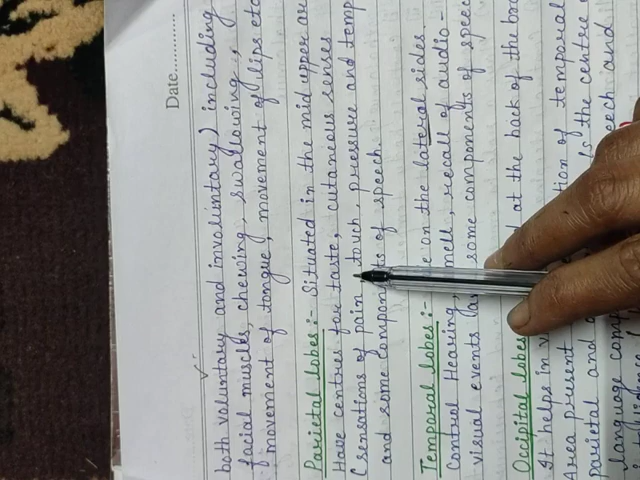 Date............
both voluntary and involuntary) including
facial muscles, chewing, swallowing,
movement of tongue, movement of lips etc
Parietal lobes :- Situated in the mid upper
Have centres for taste, cutaneous senses
(sensations of pain touch, pressure and temp
and some components of speech.
Temporal lobes :- on the lateral sides.
Control Hearing, smell, recall of audio-
visual events some components of speec
Occipital lobes at the back of the
It helps in
Area present tion of temporal
parietal and is the centre
language eech and